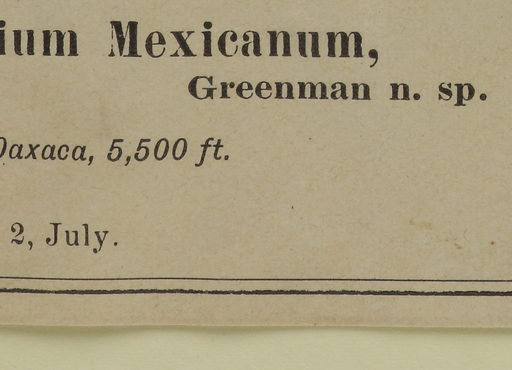 ium Mexicanum,
Greenman n. sp.
Oaxaca, 5,500 ft.
2, July.